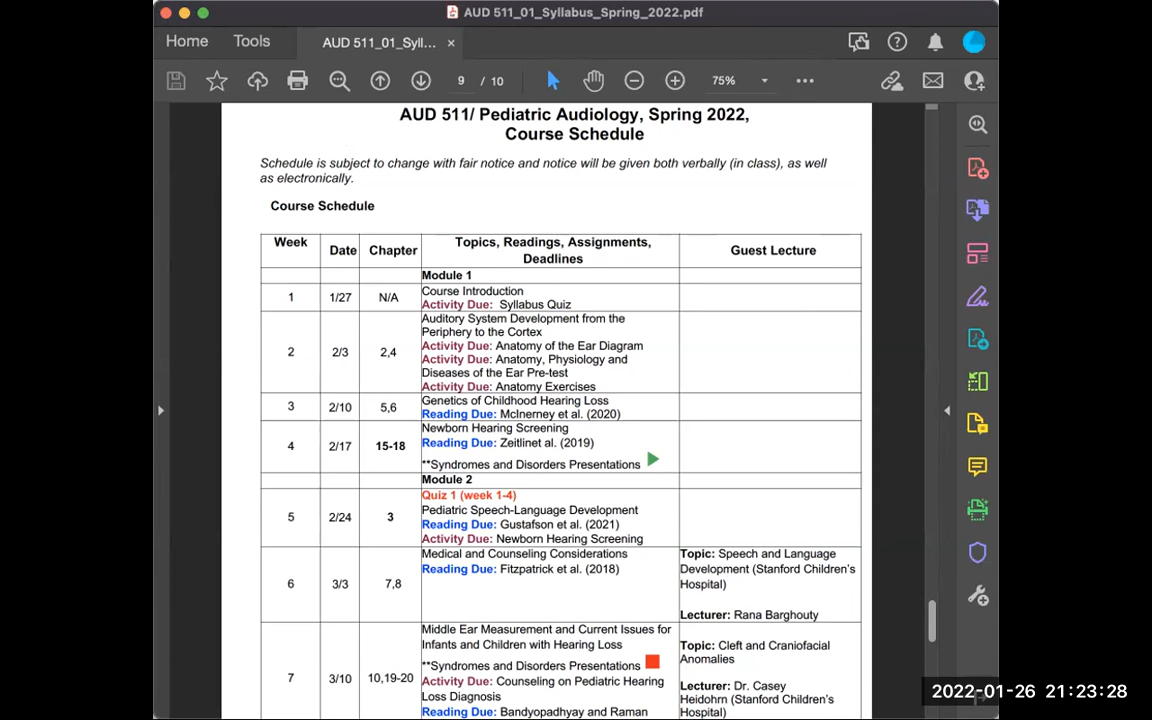 AUD 511_01_Syllabus_Spring_2022.pdf
Home
Tools
AUD 511_01_Syll...
×
9 / 10
75%
AUD 511/ Pediatric Audiology, Spring 2022,
Course Schedule
Schedule is subject to change with fair notice and notice will be given both verbally (in class), as well
as electronically.
Course Schedule
Week
Date
Chapter
Topics, Readings, Assignments,
Deadlines
Guest Lecture
Module 1
1
1/27
N/A
Course Introduction
Activity Due: Syllabus Quiz
2
2/3
2,4
Auditory System Development from the
Periphery to the Cortex
Activity Due: Anatomy of the Ear Diagram
Activity Due: Anatomy, Physiology and
Diseases of the Ear Pre-test
Activity Due: Anatomy Exercises
3
2/10
5,6
Genetics of Childhood Hearing Loss
Reading Due: McInerney et al. (2020)
4
2/17
15-18
Newborn Hearing Screening
Reading Due: Zeitlinet al. (2019)
**Syndromes and Disorders Presentations
Module 2
5
2/24
3
Quiz 1 (week 1-4)
Pediatric Speech-Language Development
Reading Due: Gustafson et al. (2021)
Activity Due: Newborn Hearing Screening
6
3/3
7,8
Medical and Counseling Considerations
Reading Due: Fitzpatrick et al. (2018)
Topic: Speech and Language
Development (Stanford Children's
Hospital)
Lecturer: Rana Barghouty
7
3/10
10,19-20
Middle Ear Measurement and Current Issues for
Infants and Children with Hearing Loss
**Syndromes and Disorders Presentations
Activity Due: Counseling on Pediatric Hearing
Loss Diagnosis
Reading Due: Bandyopadhyay and Raman
Topic: Cleft and Craniofacial
Anomalies
Lecturer: Dr. Casey
Heidohrn (Stanford Children's
Hospital)
2022-01-26 21:23:28